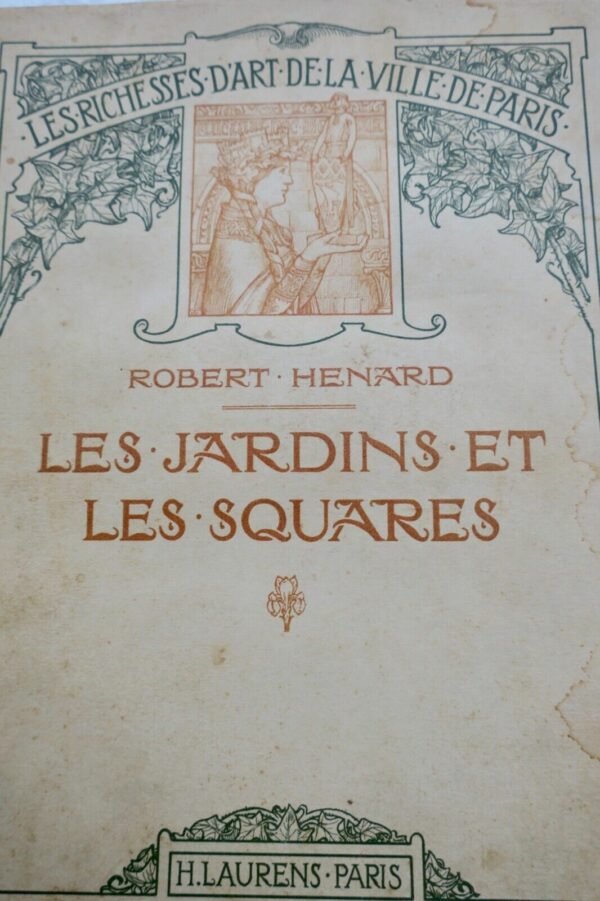 ·LES·RICHESSES·D'ART·DE·LA·VILLE·DE·PARIS·
ROBERT·HENARD
LES·JARDINS·ET
LES·SQUARES
H.LAURENS·PARIS